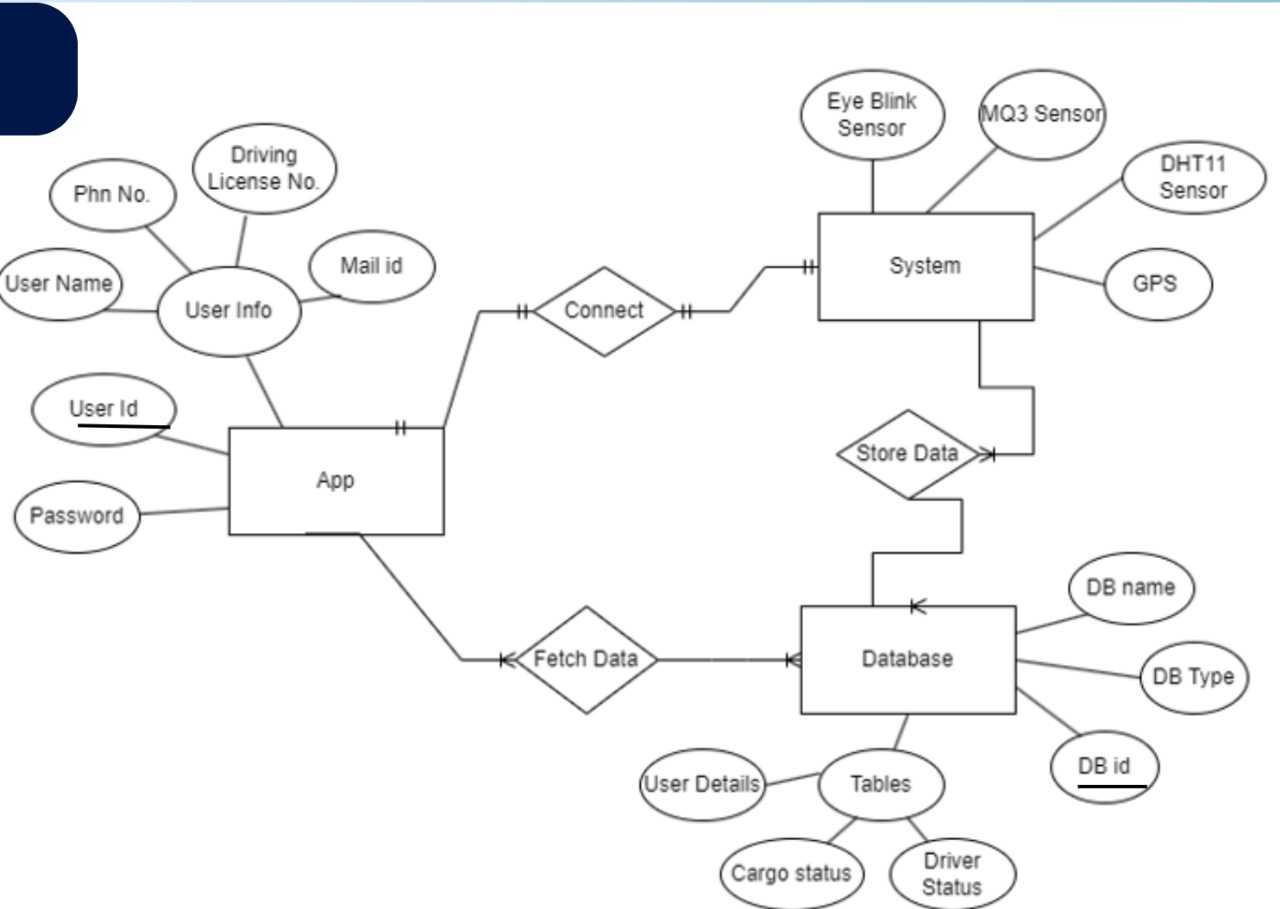 Eye Blink
Sensor
MQ3 Sensor
Driving
License No.
Phn No.
DHT11
Sensor
Mail id
System
User Name
GPS
User Info
Connect
User Id
Store Data
App
Password
DB name
Fetch Data
Database
DB Type
DB id
User Details
Tables
Cargo status
Driver
Status